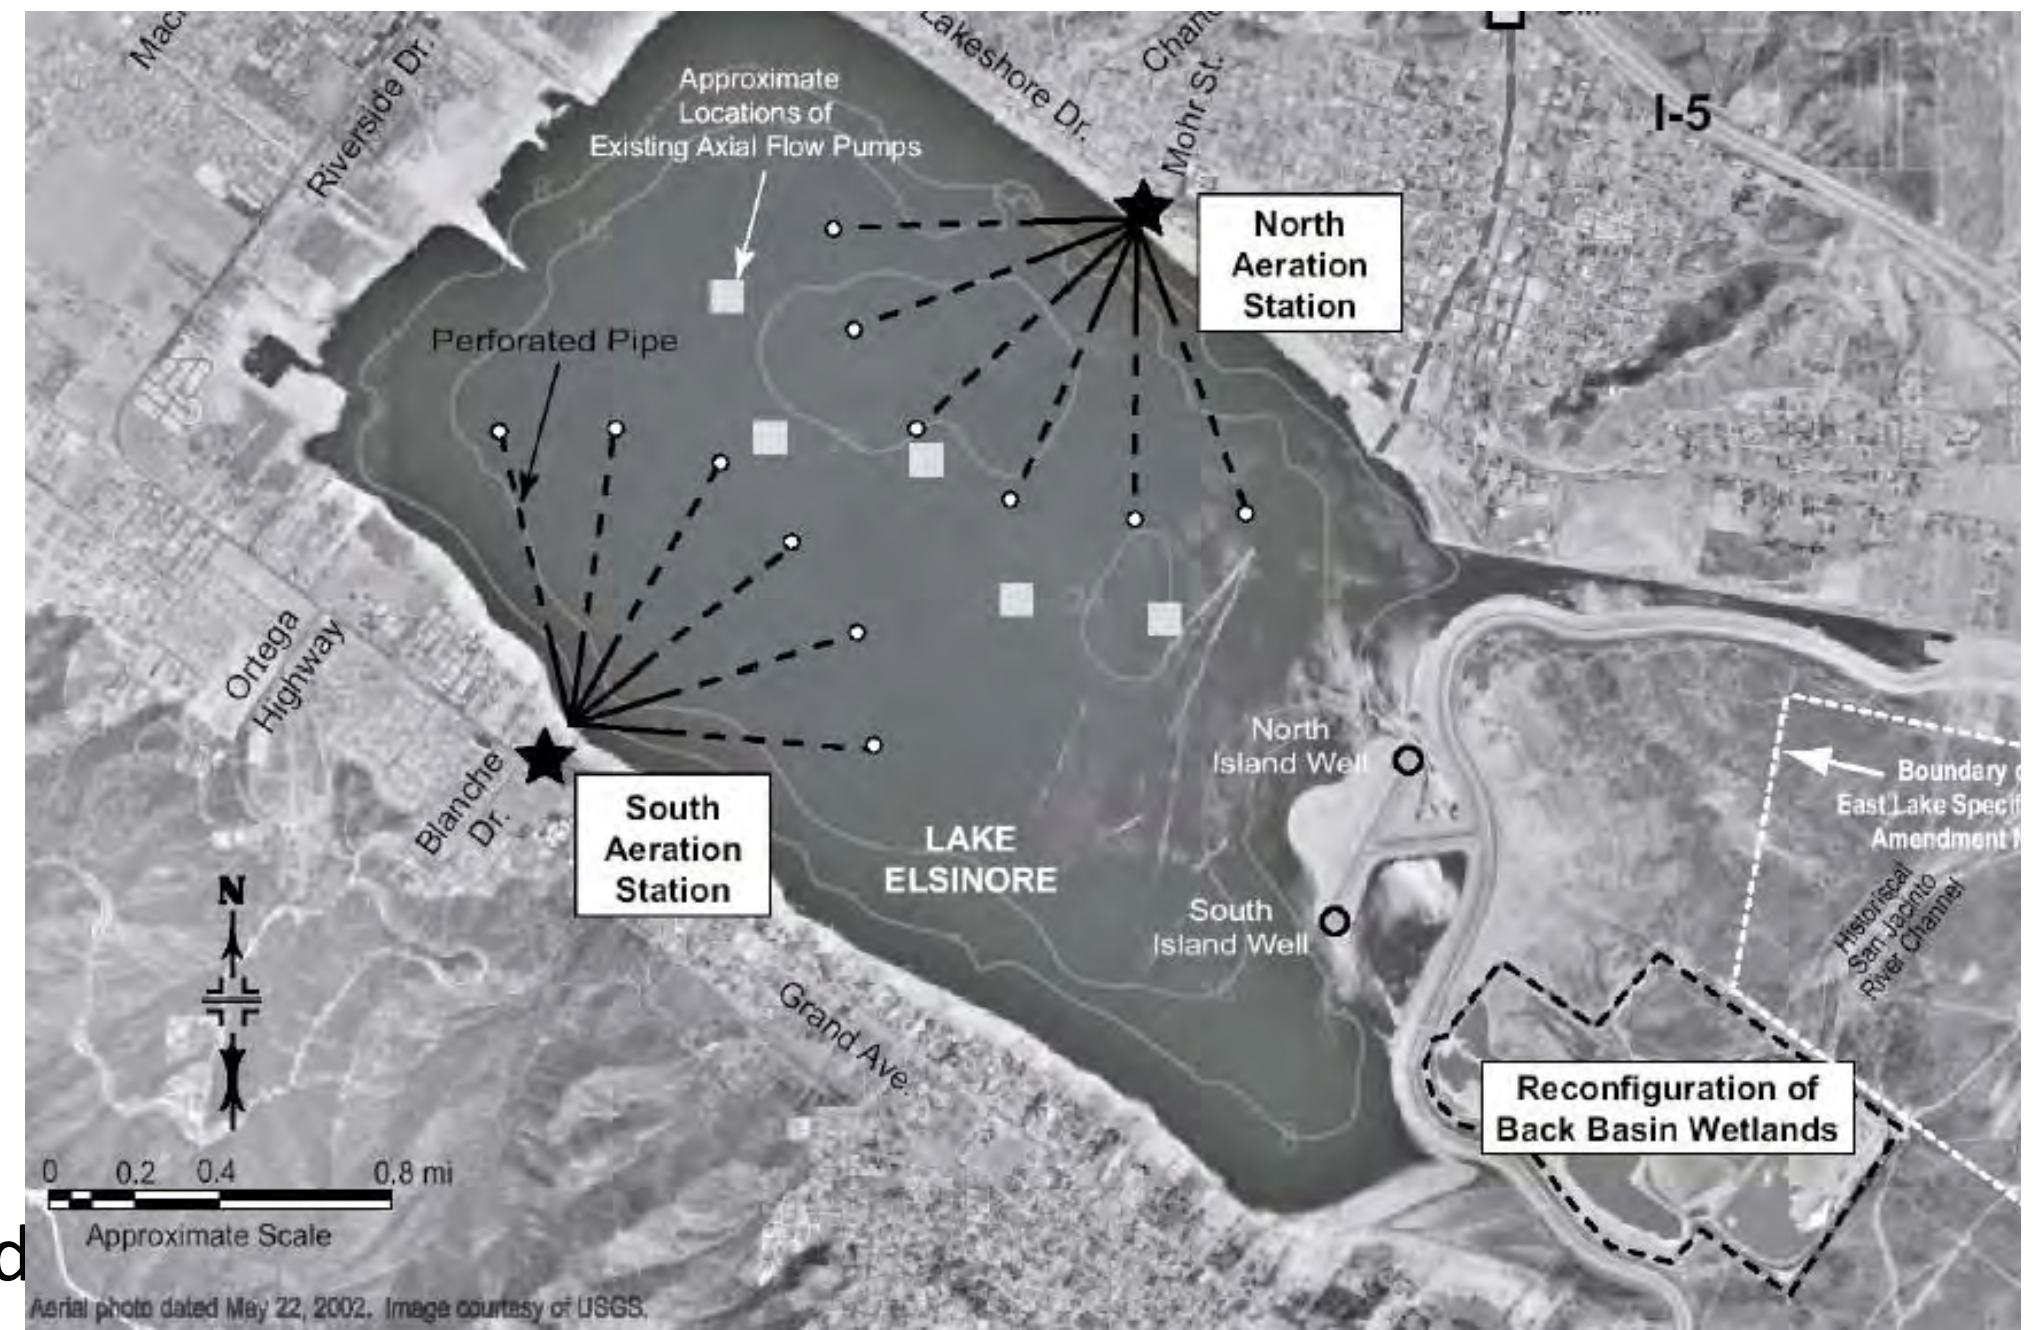 Riverside Dr.
Lakeshore Dr.
Mohr St.
I-5
Approximate
Locations of
Existing Axial Flow Pumps
North
Aeration
Station
Perforated Pipe
Ortega
Highway
Blanche
Dr.
South
Aeration
Station
LAKE
ELSINORE
North
Island Well
South
Island Well
Boundary
East Lake
Amendment
Historiscal
San Jacinto
River Channel
Grand Ave.
Reconfiguration of
Back Basin Wetlands
N
0 0.2 0.4 0.8 mi
Approximate Scale
d
Aerial photo dated May 22, 2002. Image courtesy of USGS.